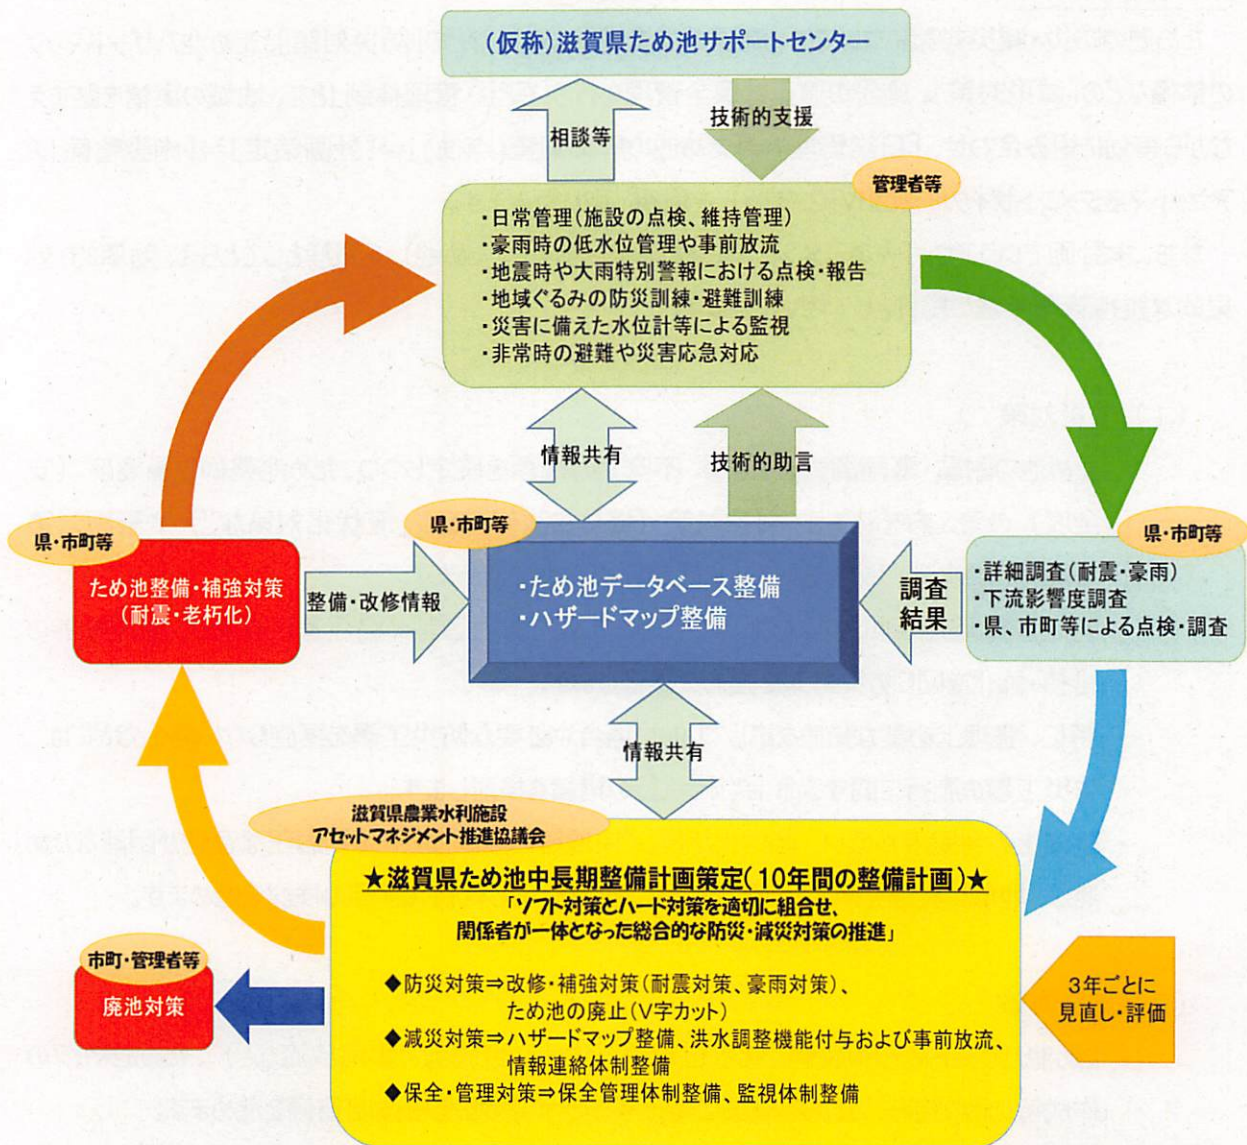 (仮称)滋賀県ため池サポートセンター
相談等
技術的支援
管理者等
・日常管理(施設の点検、維持管理)
・豪雨時の低水位管理や事前放流
・地震時や大雨特別警報における点検・報告
・地域ぐるみの防災訓練・避難訓練
・災害に備えた水位計等による監視
・非常時の避難や災害応急対応
情報共有
技術的助言
県・市町等
ため池整備・補強対策
(耐震・老朽化)
整備・改修情報
県・市町等
・ため池データベース整備
・ハザードマップ整備
調査
結果
県・市町等
・詳細調査(耐震・豪雨)
・下流影響度調査
・県、市町等による点検・調査
情報共有
滋賀県農業水利施設
アセットマネジメント推進協議会
★滋賀県ため池中長期整備計画策定(10年間の整備計画)★
「ソフト対策とハード対策を適切に組合せ、
関係者が一体となった総合的な防災・減災対策の推進」
◆防災対策⇒改修・補強対策(耐震対策、豪雨対策)、
ため池の廃止(V字カット)
◆減災対策⇒ハザードマップ整備、洪水調整機能付与および事前放流、
情報連絡体制整備
◆保全・管理対策⇒保全管理体制整備、監視体制整備
市町・管理者等
廃池対策
3年ごとに
見直し・評価